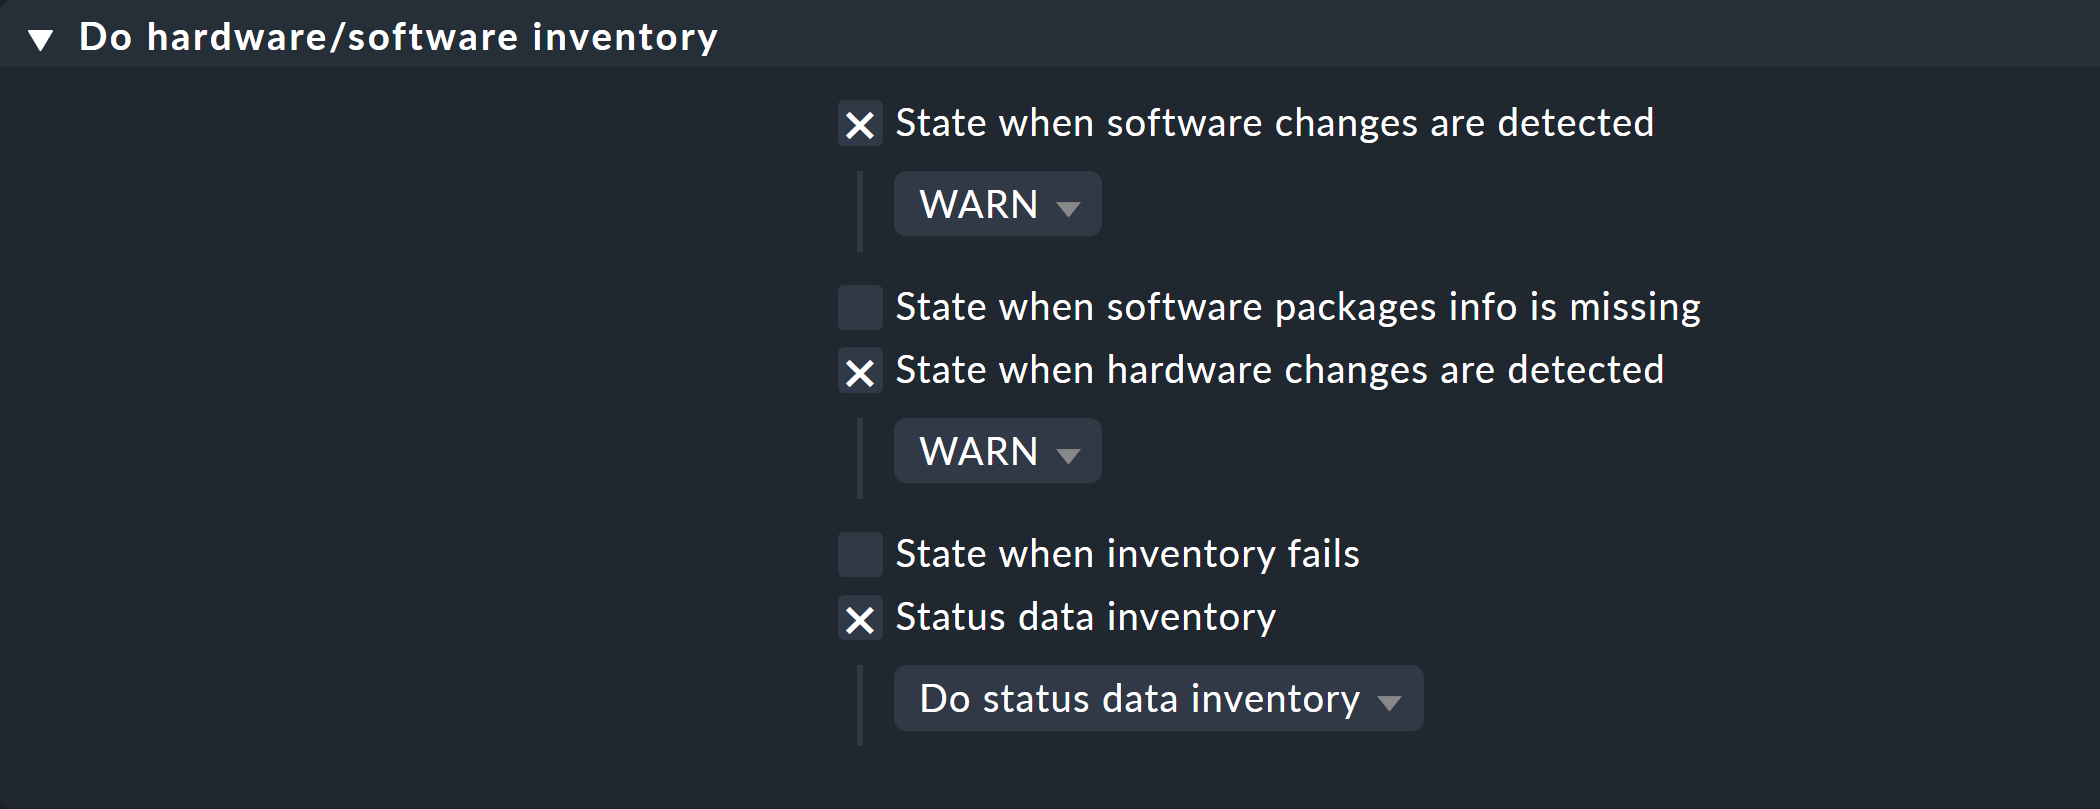 Do hardware/software inventory
State when software changes are detected
WARN
State when software packages info is missing
State when hardware changes are detected
WARN
State when inventory fails
Status data inventory
Do status data inventory